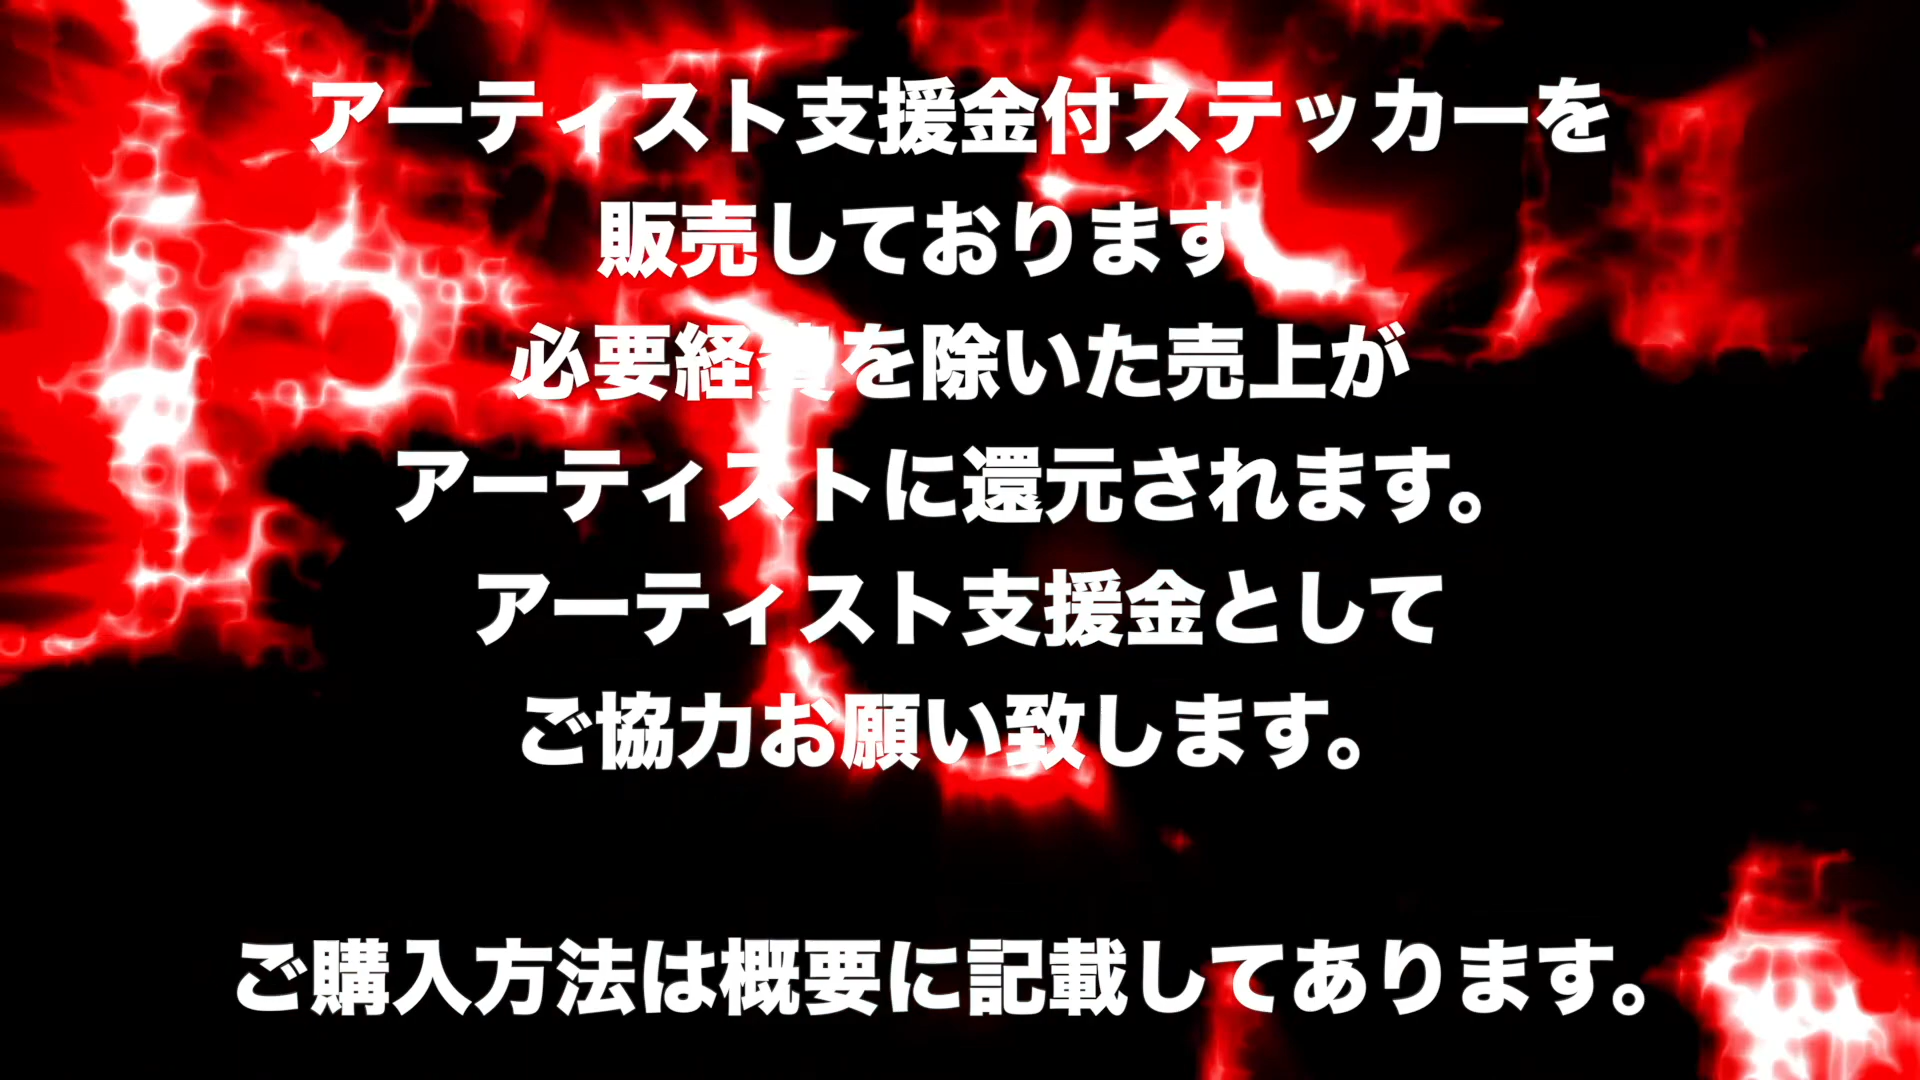 アーティスト支援金付ステッカーを
販売しております
必要経費を除いた売上が
アーティストに還元されます。
アーティスト支援金として
ご協力お願い致します。
ご購入方法は概要に記載してあります。